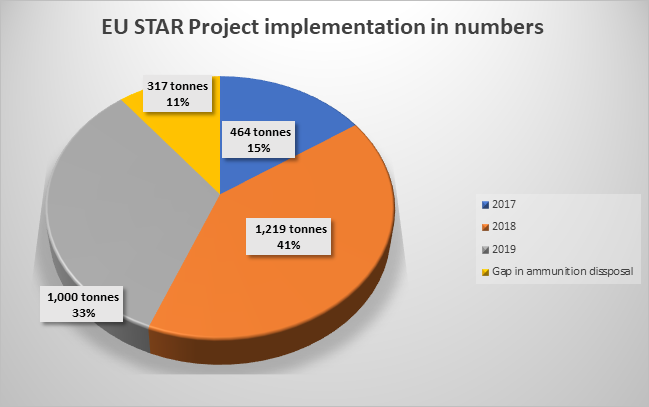 EU STAR Project implementation in numbers
317 tonnes
11%
464 tonnes
15%
1,219 tonnes
41%
1,000 tonnes
33%
2017
2018
2019
Gap in ammunition dissposal